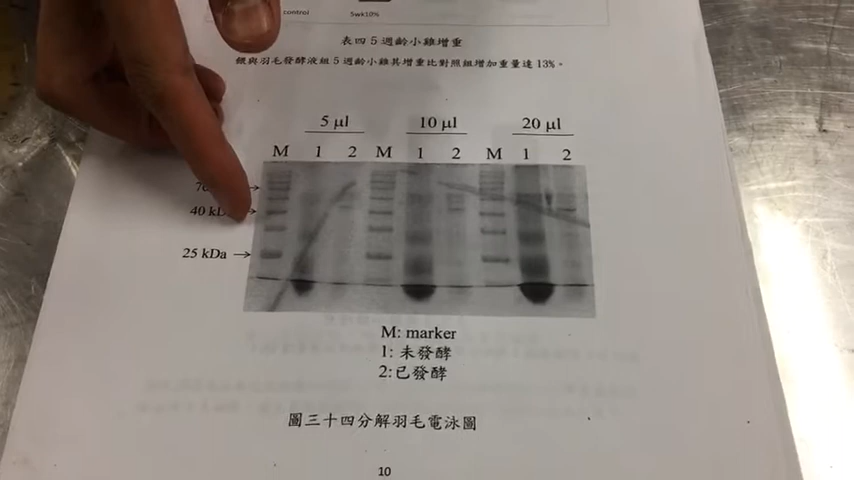 control 5wk10%
表四 5 週齡小雞增重
餵與羽毛發酵液組 5 週齡小雞其增重比對照組增加重量達 13%。
5 µl 10 µl 20 µl
M 1 2 M 1 2 M 1 2
40 kD
25 kDa →
M: marker
1: 未發酵
2:已發酵
圖三十四分解羽毛電泳圖
10